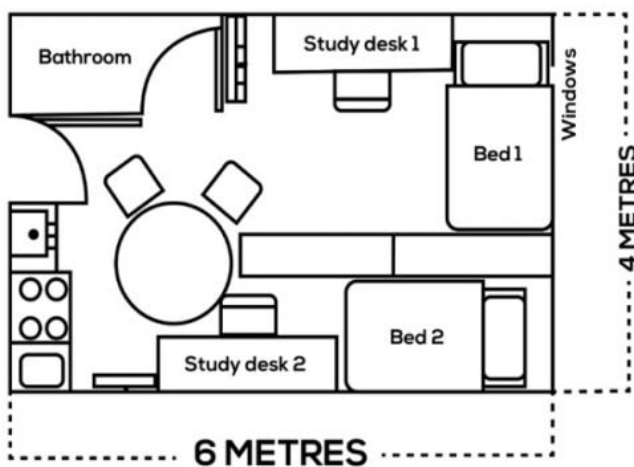 Bathroom
Study desk 1
Windows
Bed 1
4 METRES
Bed 2
Study desk 2
6 METRES